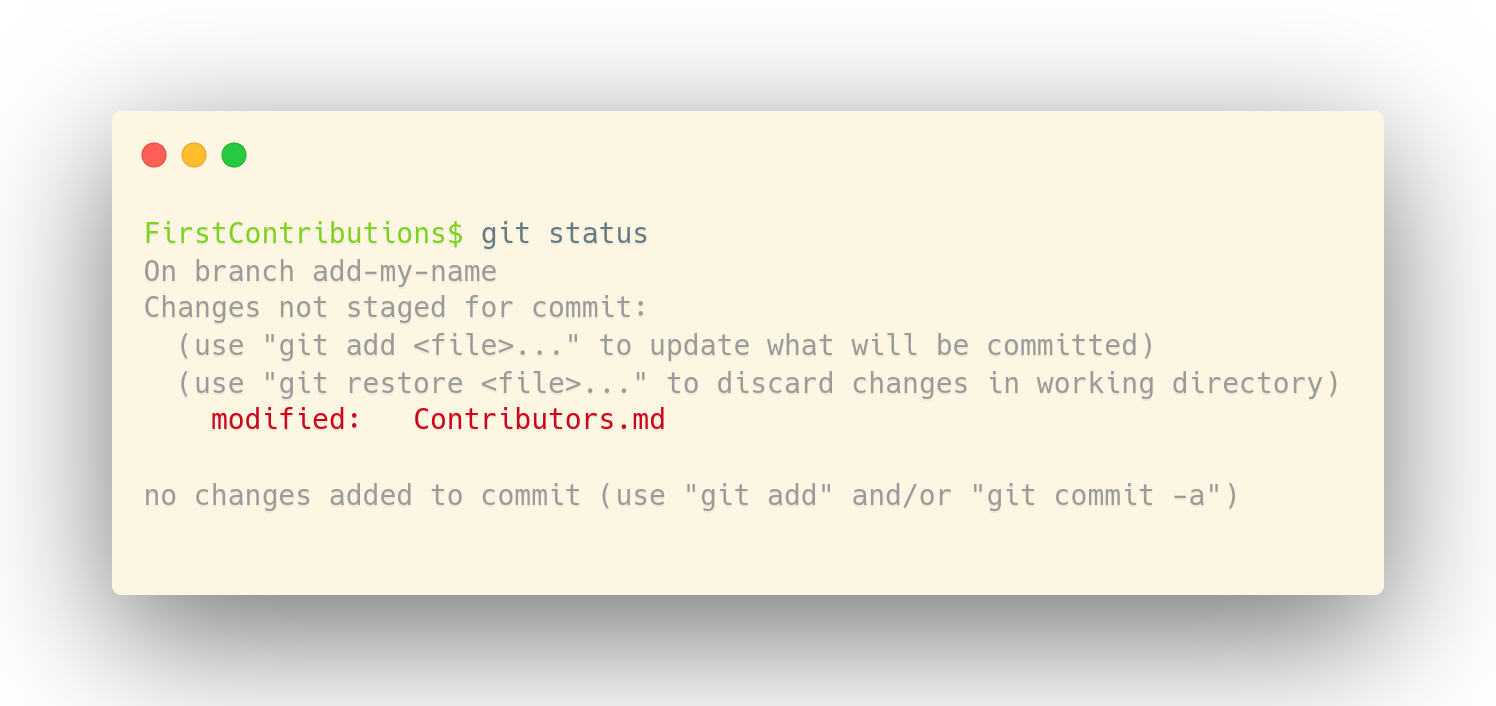 FirstContributions$ git status
On branch add-my-name
Changes not staged for commit:
  (use "git add <file>..." to update what will be committed)
  (use "git restore <file>..." to discard changes in working directory)
    modified:   Contributors.md

no changes added to commit (use "git add" and/or "git commit -a")